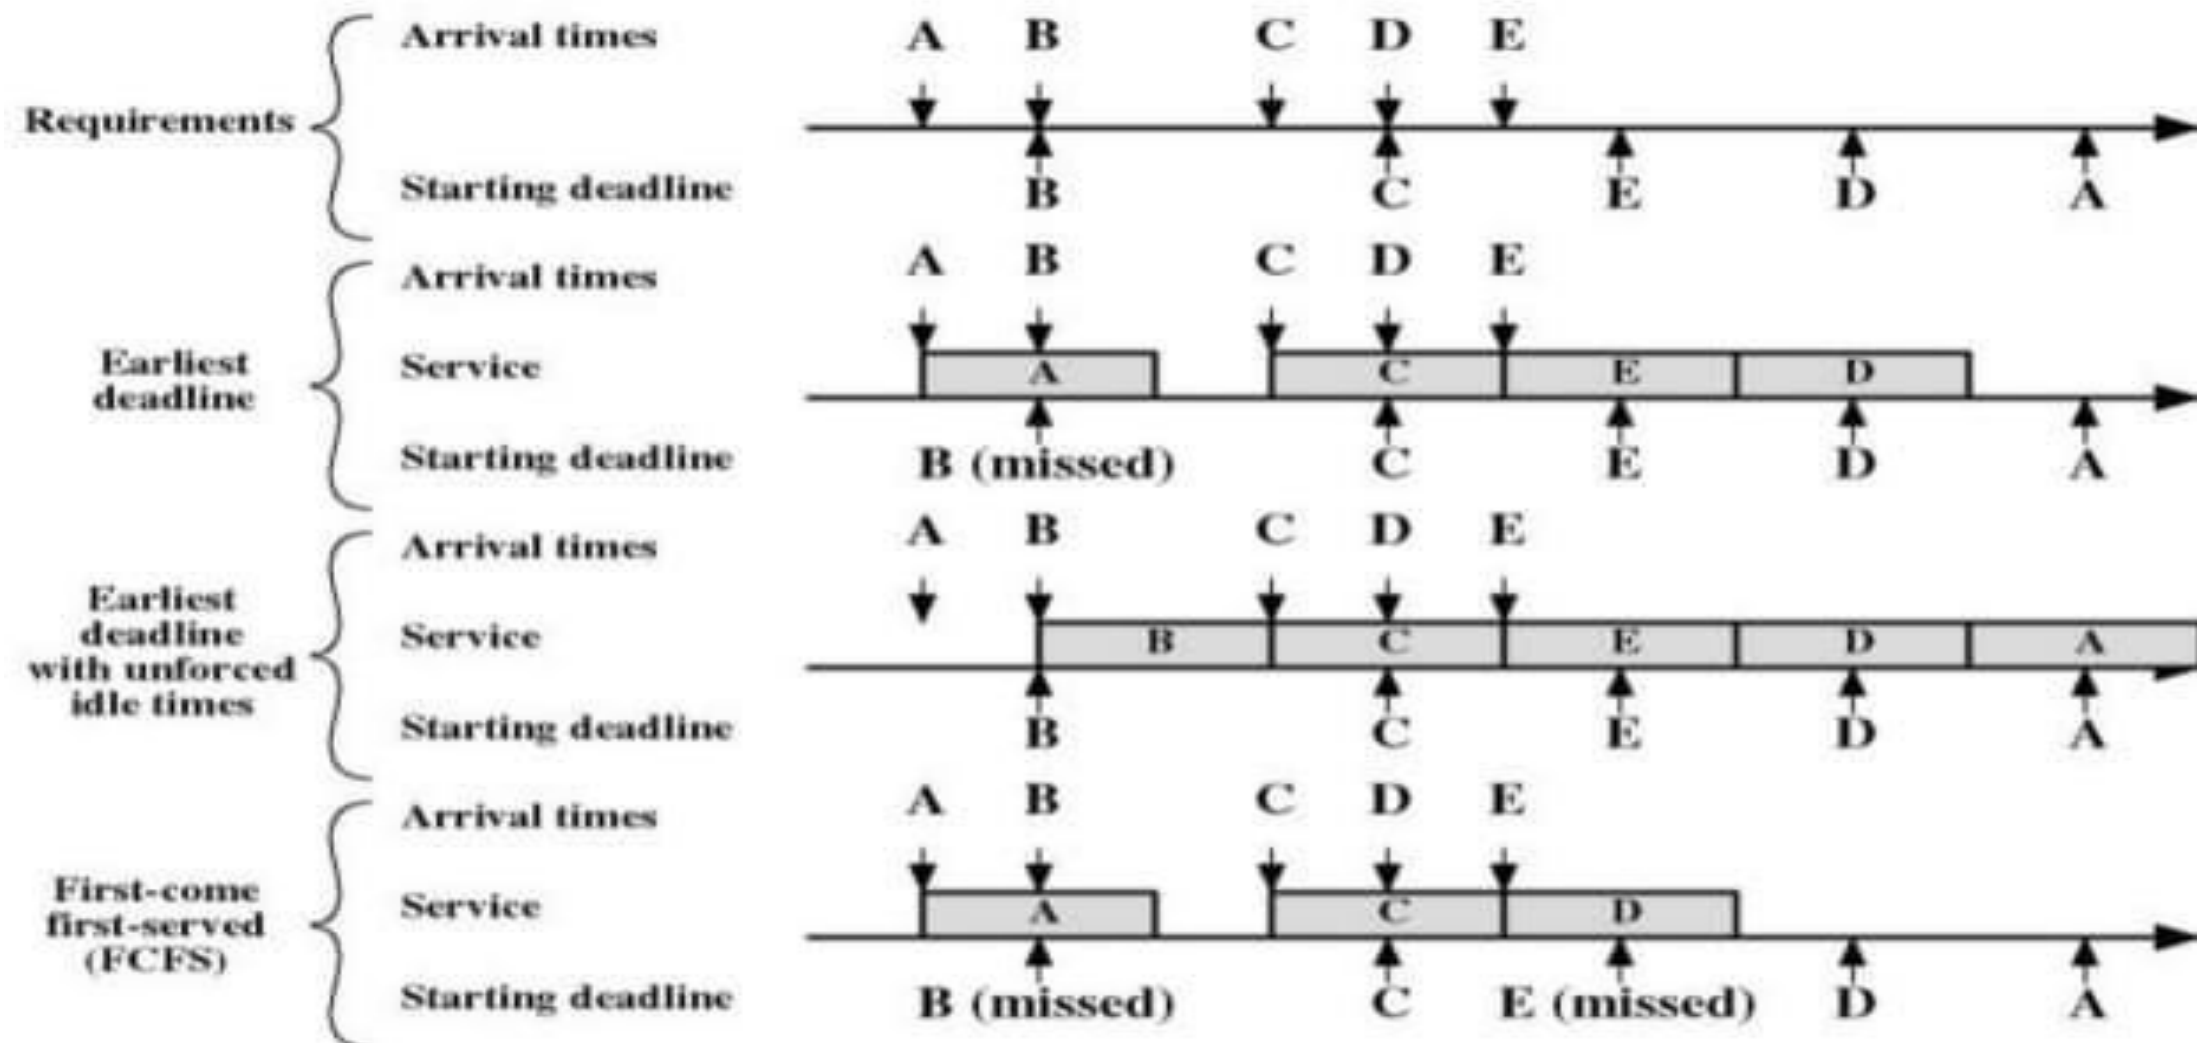 Requirements
Arrival times
A B C D E
Starting deadline
B C E D A
Earliest
deadline
Arrival times
A B C D E
Service
A C E D
Starting deadline
B (missed) C E D A
Earliest
deadline
with unforced
idle times
Arrival times
A B C D E
Service
B C E D A
Starting deadline
B C E D A
First-come
first-served
(FCFS)
Arrival times
A B C D E
Service
A C D
Starting deadline
B (missed) C E (missed) D A